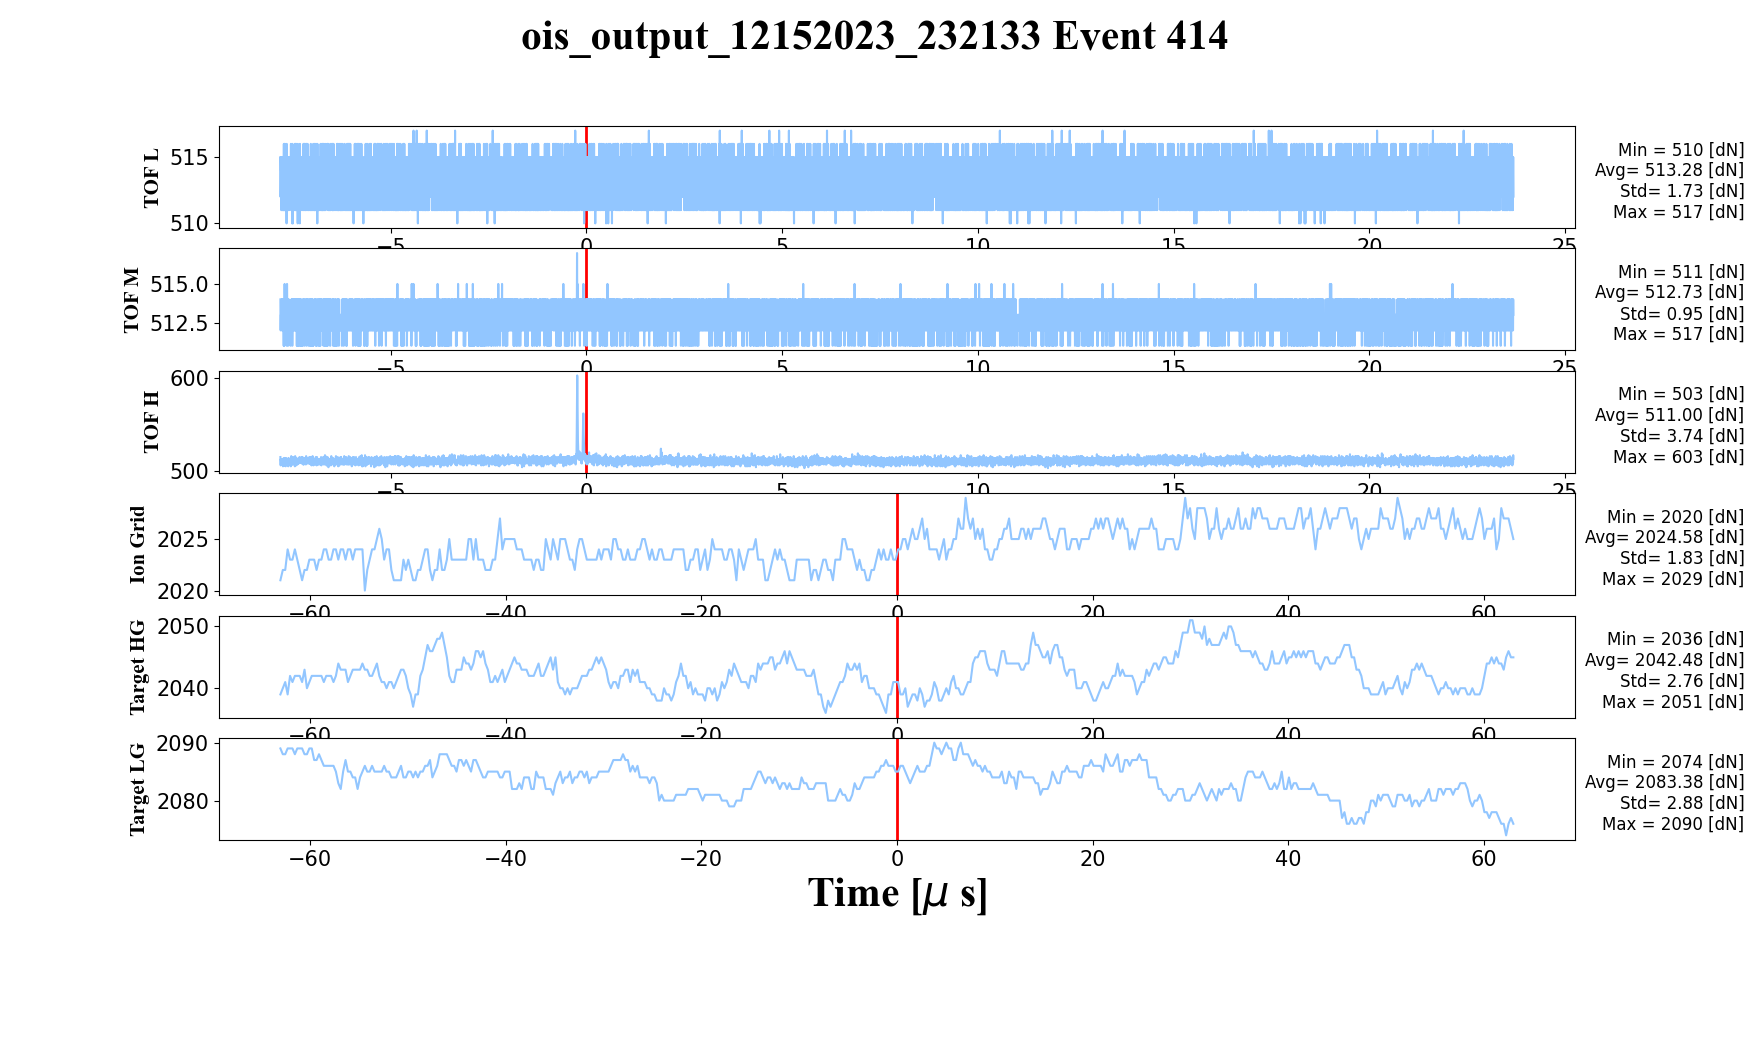 ois_output_12152023_232133 Event 414
TOF L
515
510
−5
0
5
10
15
20
25
Min = 510 [dN]
Avg= 513.28 [dN]
Std= 1.73 [dN]
Max = 517 [dN]
TOF M
515.0
512.5
−5
0
5
10
15
20
25
Min = 511 [dN]
Avg= 512.73 [dN]
Std= 0.95 [dN]
Max = 517 [dN]
TOF H
600
500
−5
0
5
10
15
20
25
Min = 503 [dN]
Avg= 511.00 [dN]
Std= 3.74 [dN]
Max = 603 [dN]
Ion Grid
2025
2020
−60
−40
−20
0
20
40
60
Min = 2020 [dN]
Avg= 2024.58 [dN]
Std= 1.83 [dN]
Max = 2029 [dN]
Target HG
2050
2040
−60
−40
−20
0
20
40
60
Min = 2036 [dN]
Avg= 2042.48 [dN]
Std= 2.76 [dN]
Max = 2051 [dN]
Target LG
2090
2080
−60
−40
−20
0
20
40
60
Min = 2074 [dN]
Avg= 2083.38 [dN]
Std= 2.88 [dN]
Max = 2090 [dN]
Time [μ s]